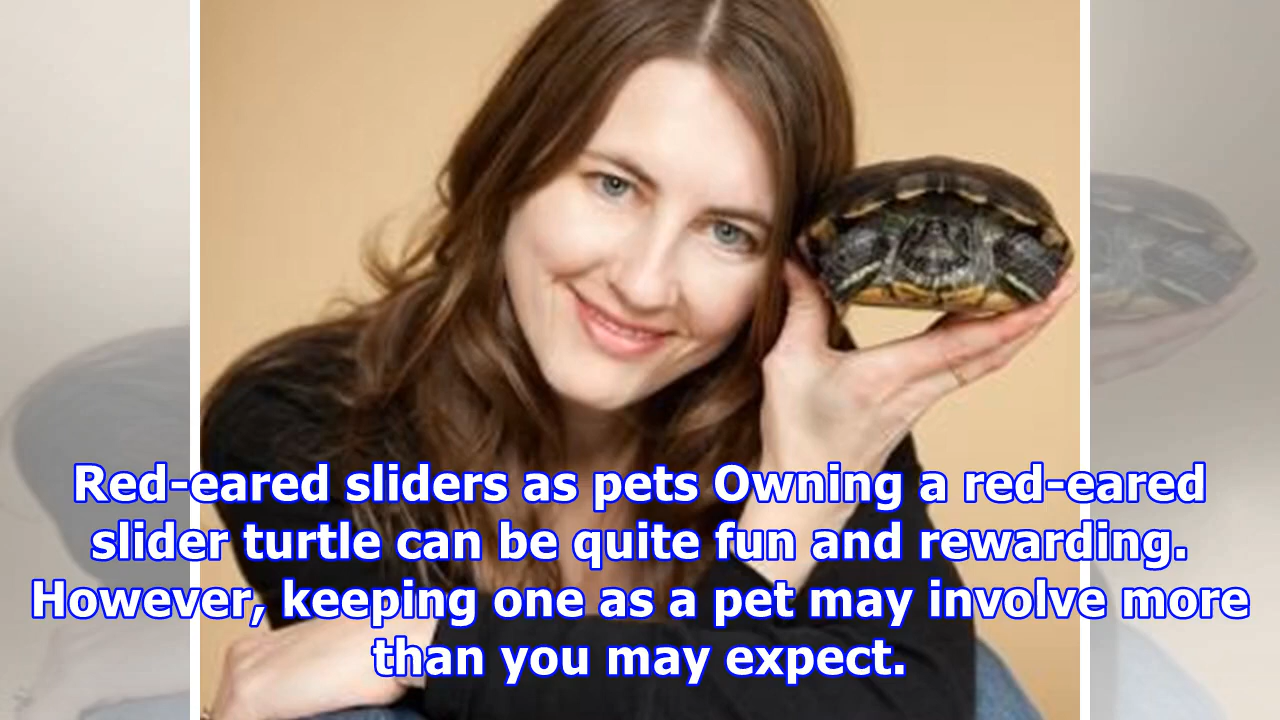 Red-eared sliders as pets Owning a red-eared
slider turtle can be quite fun and rewarding.
However, keeping one as a pet may involve more
than you may expect.